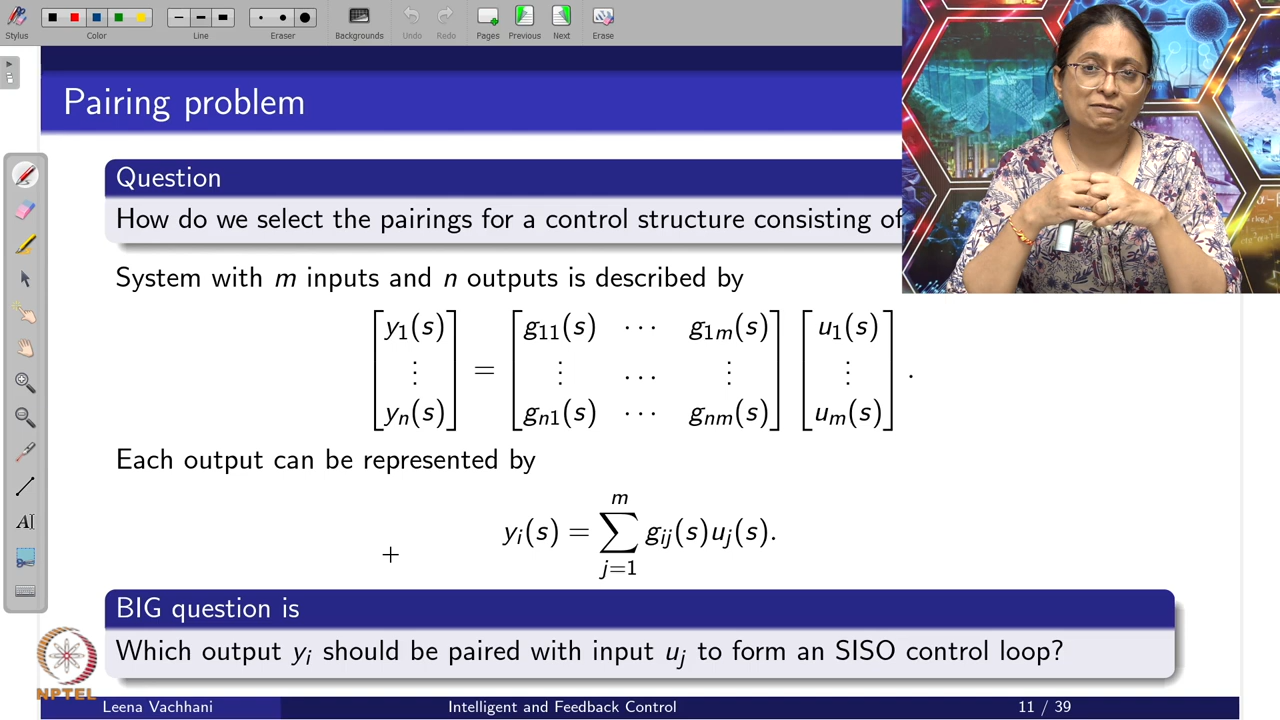 Stylus
Color
Line
Eraser
Backgrounds
Undo
Redo
Pages
Previous
Next
Erase
Pairing problem
Question
How do we select the pairings for a control structure consisting of
System with m inputs and n outputs is described by
[y₁(s) ⋮ yₙ(s)] = [g₁₁(s) ⋯ g₁ₘ(s) ⋮ ⋯ ⋮ gₙ₁(s) ⋯ gₙₘ(s)] [u₁(s) ⋮ uₘ(s)] .
Each output can be represented by
yᵢ(s) = ∑_{j=1}^{m} gᵢⱼ(s)uⱼ(s).
BIG question is
Which output yᵢ should be paired with input uⱼ to form an SISO control loop?
NPTEL
Leena Vachhani Intelligent and Feedback Control 11 / 39